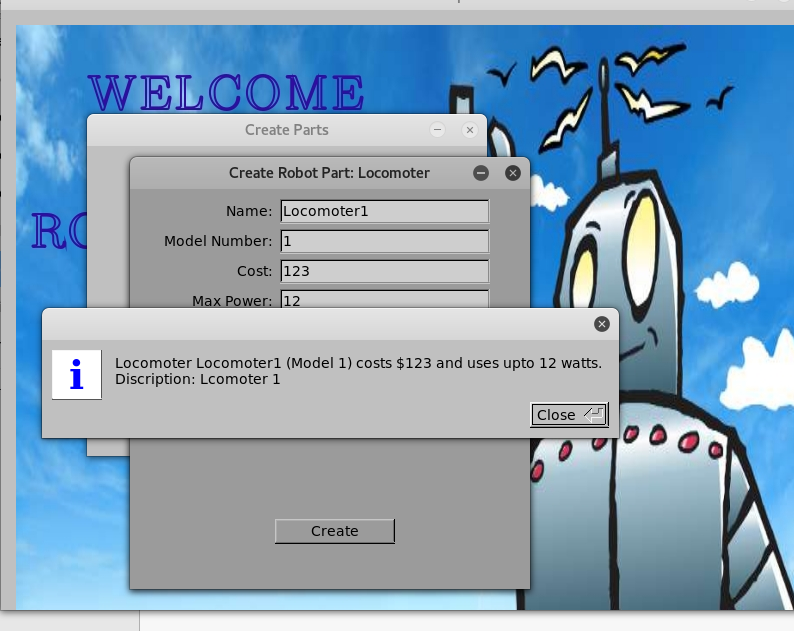 WELCOME
Create Parts
Create Robot Part: Locomoter
Name: Locomoter1
RO
Model Number: 1
Cost: 123
Max Power: 12
Locomoter Locomoter1 (Model 1) costs $123 and uses upto 12 watts.
Discription: Lcomoter 1
Close
Create